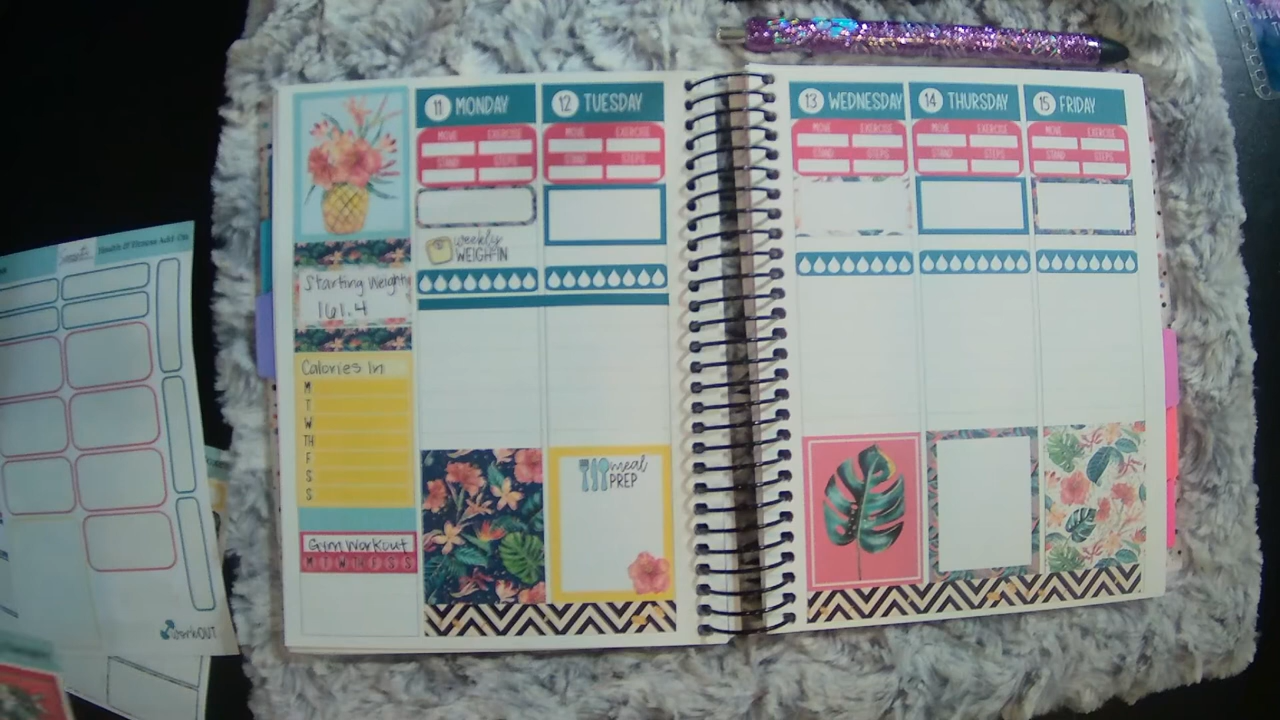 Health & Fitness Add-On
workOUT
Starting Weight
161.4
Calories In
M
T
W
TH
F
S
S
Gym Workout
M T W TH F S S
11 MONDAY
MOVE EXERCISE
STAND STEPS
weekly
WEIGH-IN
12 TUESDAY
MOVE EXERCISE
STAND STEPS
meal
PREP
13 WEDNESDAY
MOVE EXERCISE
STAND STEPS
14 THURSDAY
MOVE EXERCISE
STAND STEPS
15 FRIDAY
MOVE EXERCISE
STAND STEPS